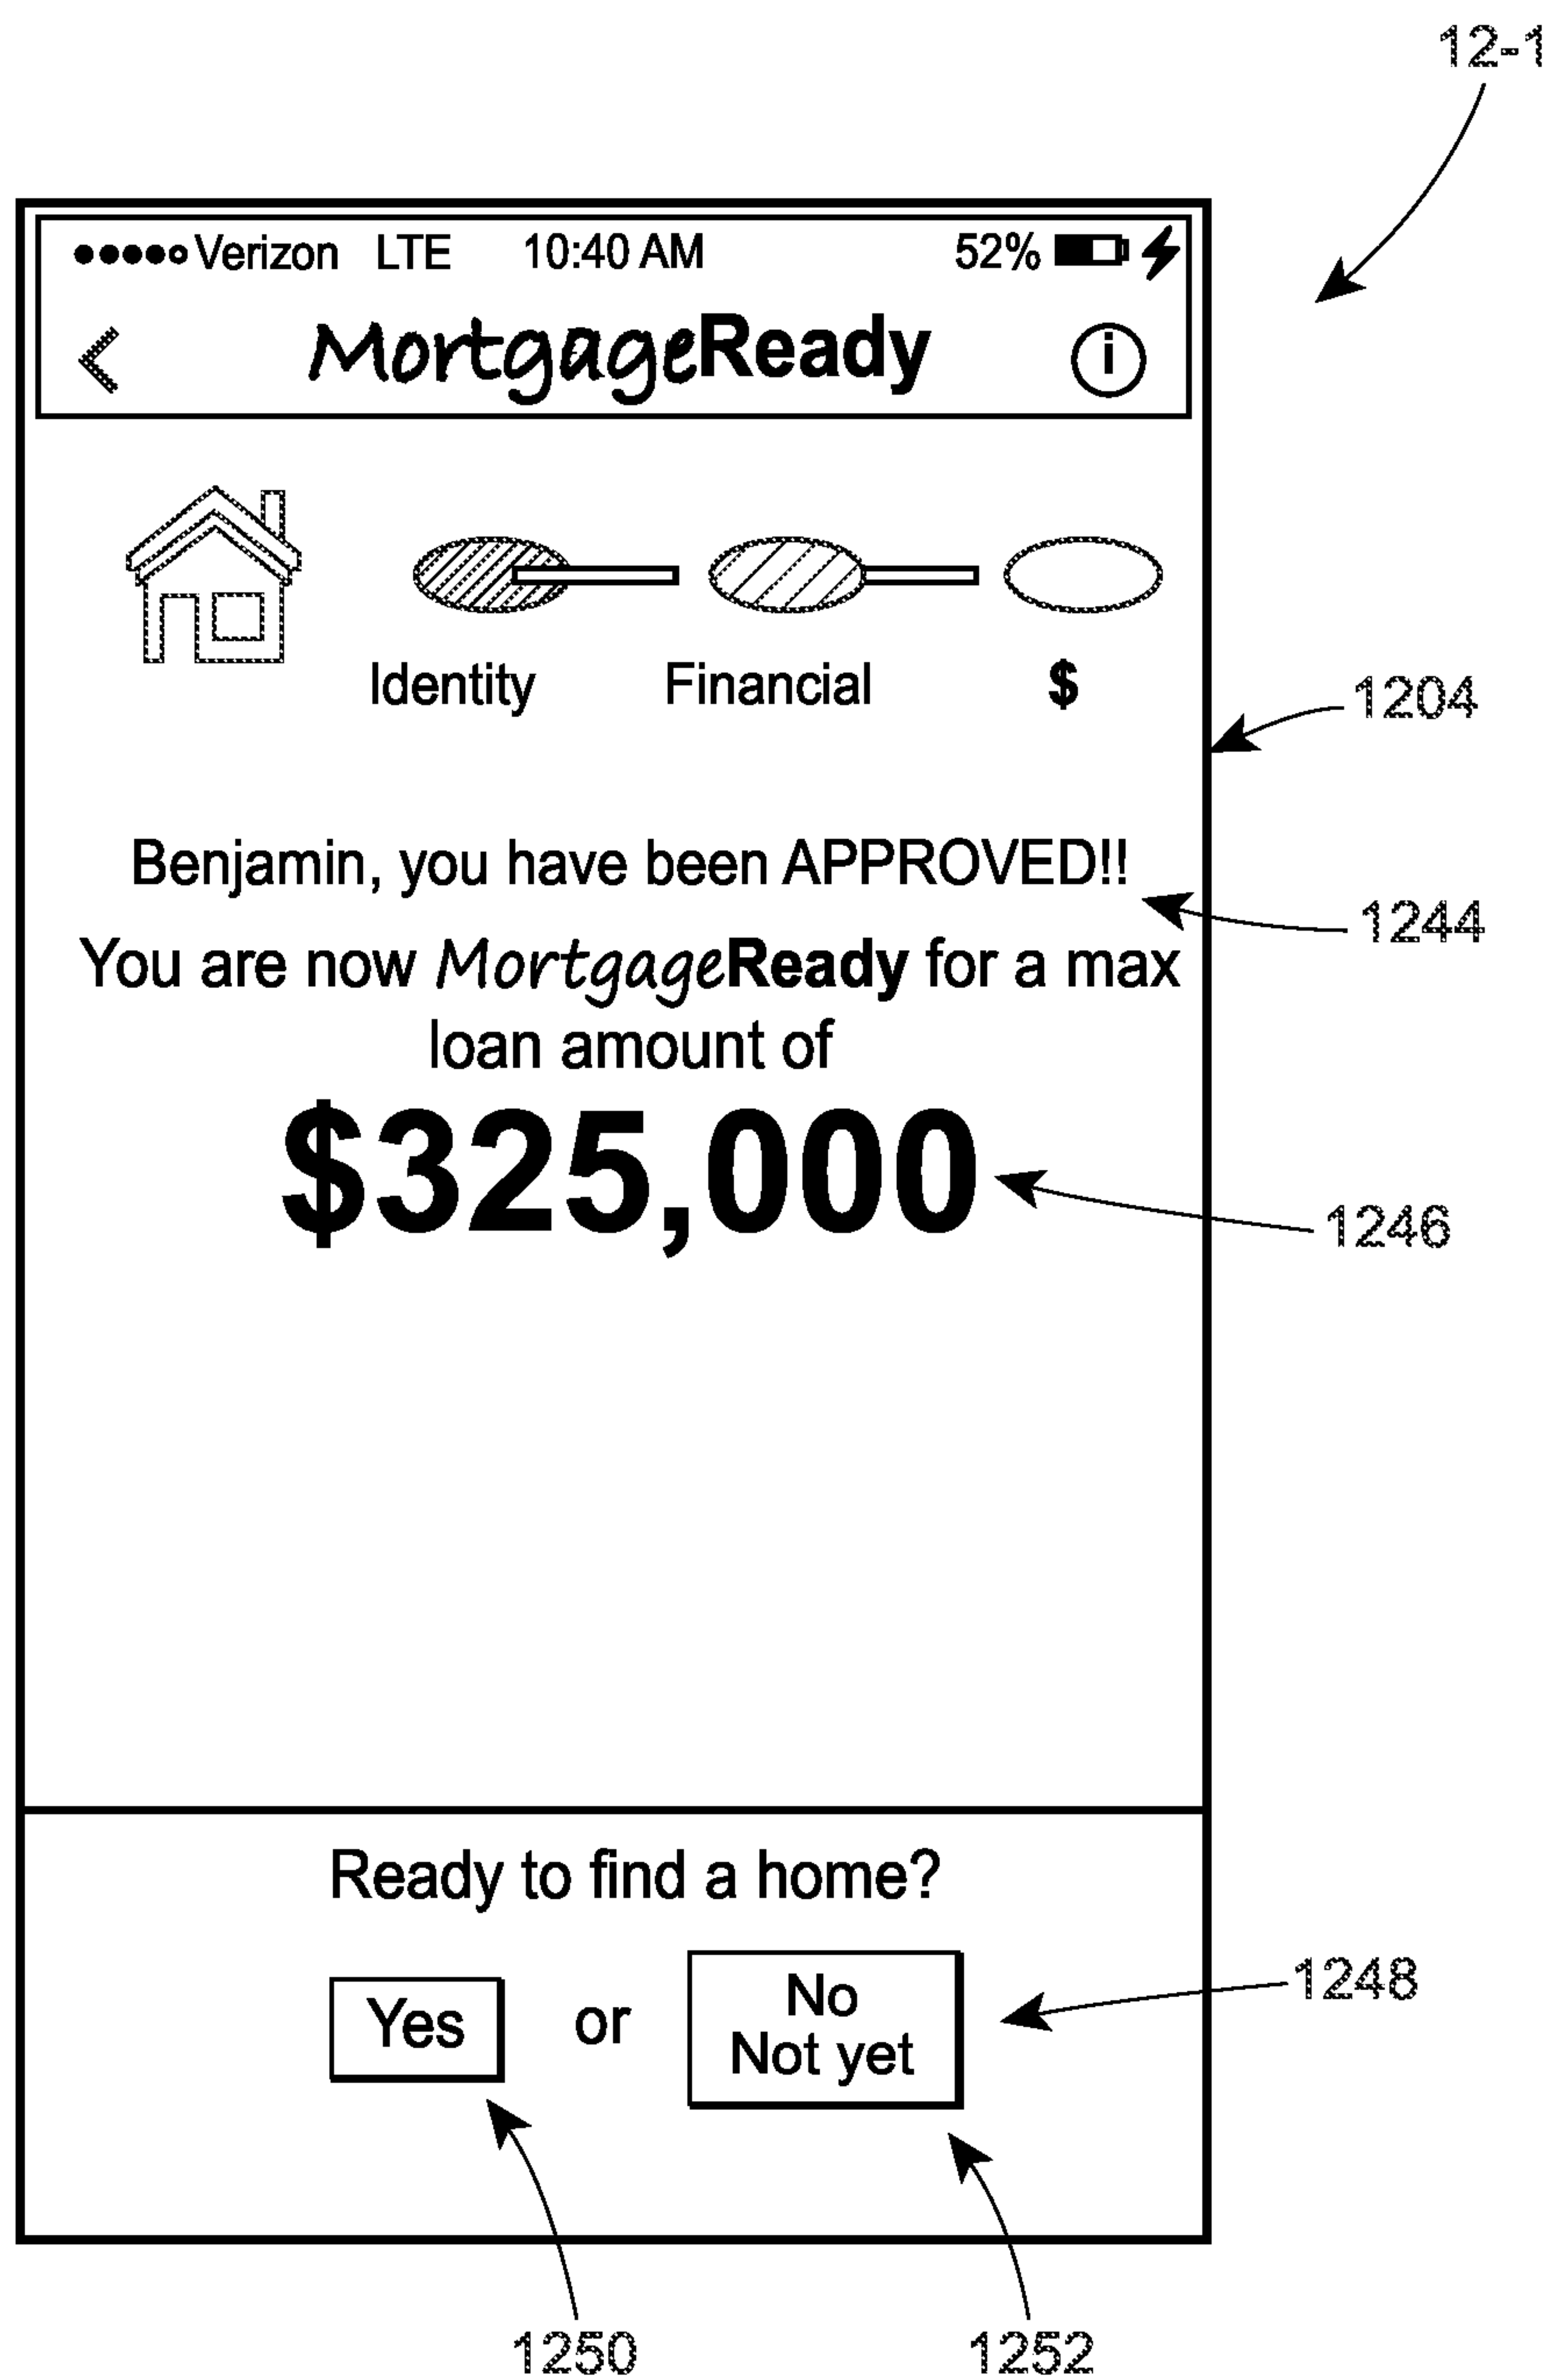 12-1
Verizon LTE 10:40 AM 52%
< MortgageReady i
Identity Financial $
1204
Benjamin, you have been APPROVED!!
1244
You are now MortgageReady for a max
loan amount of
$325,000
1246
Ready to find a home?
Yes or No
Not yet
1248
1250 1252